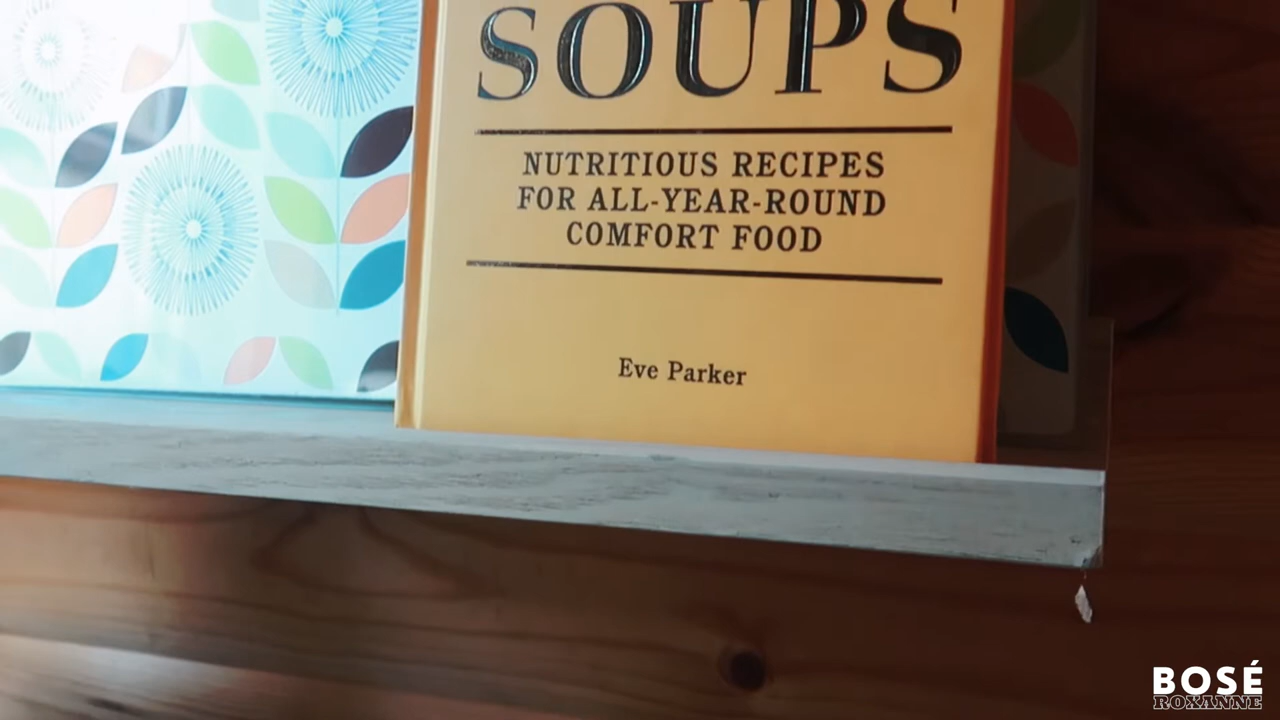 SOUPS
NUTRITIOUS RECIPES
FOR ALL-YEAR-ROUND
COMFORT FOOD
Eve Parker
BOSÉ
ROXANNE